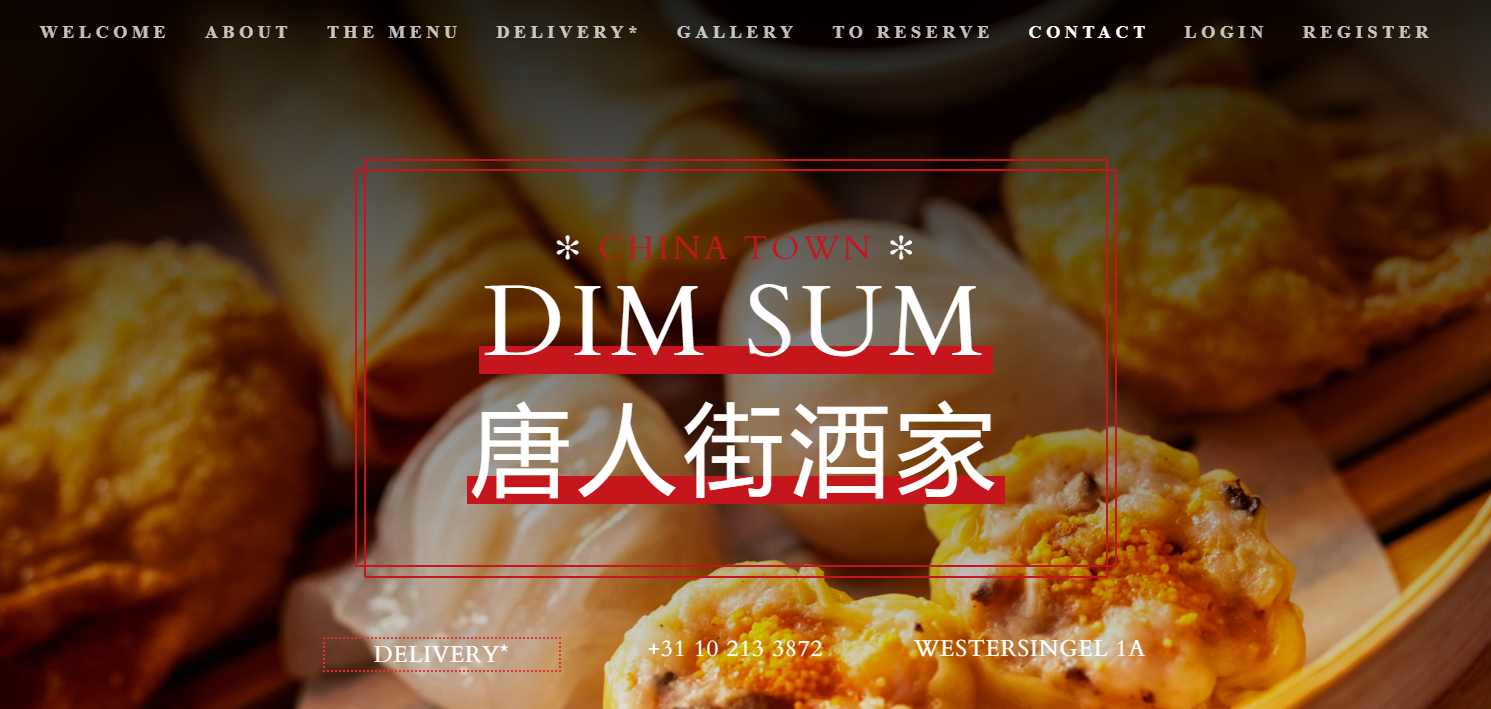 WELCOME ABOUT THE MENU DELIVERY* GALLERY TO RESERVE CONTACT LOGIN REGISTER
✻ CHINA TOWN ✻
DIM SUM
唐人街酒家
DELIVERY* +31 10 213 3872 WESTERSINGEL 1A